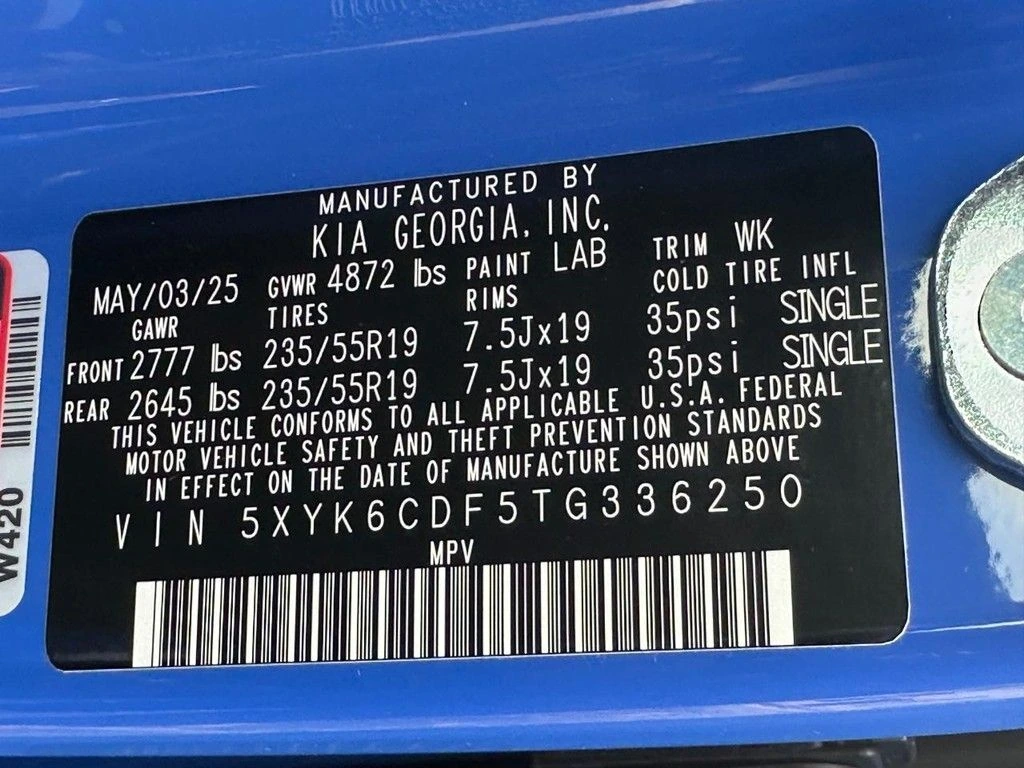 MANUFACTURED BY
KIA GEORGIA, INC.
MAY/03/25 GVWR 4872 lbs PAINT LAB TRIM WK
GAWR TIRES RIMS COLD TIRE INFL
FRONT 2777 lbs 235/55R19 7.5Jx19 35psi SINGLE
REAR 2645 lbs 235/55R19 7.5Jx19 35psi SINGLE
THIS VEHICLE CONFORMS TO ALL APPLICABLE U.S.A. FEDERAL
MOTOR VEHICLE SAFETY AND THEFT PREVENTION STANDARDS
IN EFFECT ON THE DATE OF MANUFACTURE SHOWN ABOVE
VIN 5XYK6CDF5TG336250
MPV
W420